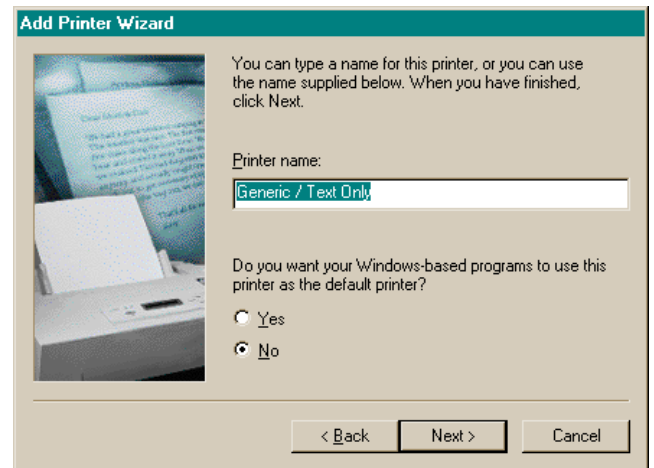 Add Printer Wizard
You can type a name for this printer, or you can use
the name supplied below. When you have finished,
click Next.
Printer name:
Generic / Text Only
Do you want your Windows-based programs to use this
printer as the default printer?
Yes
No
< Back
Next >
Cancel